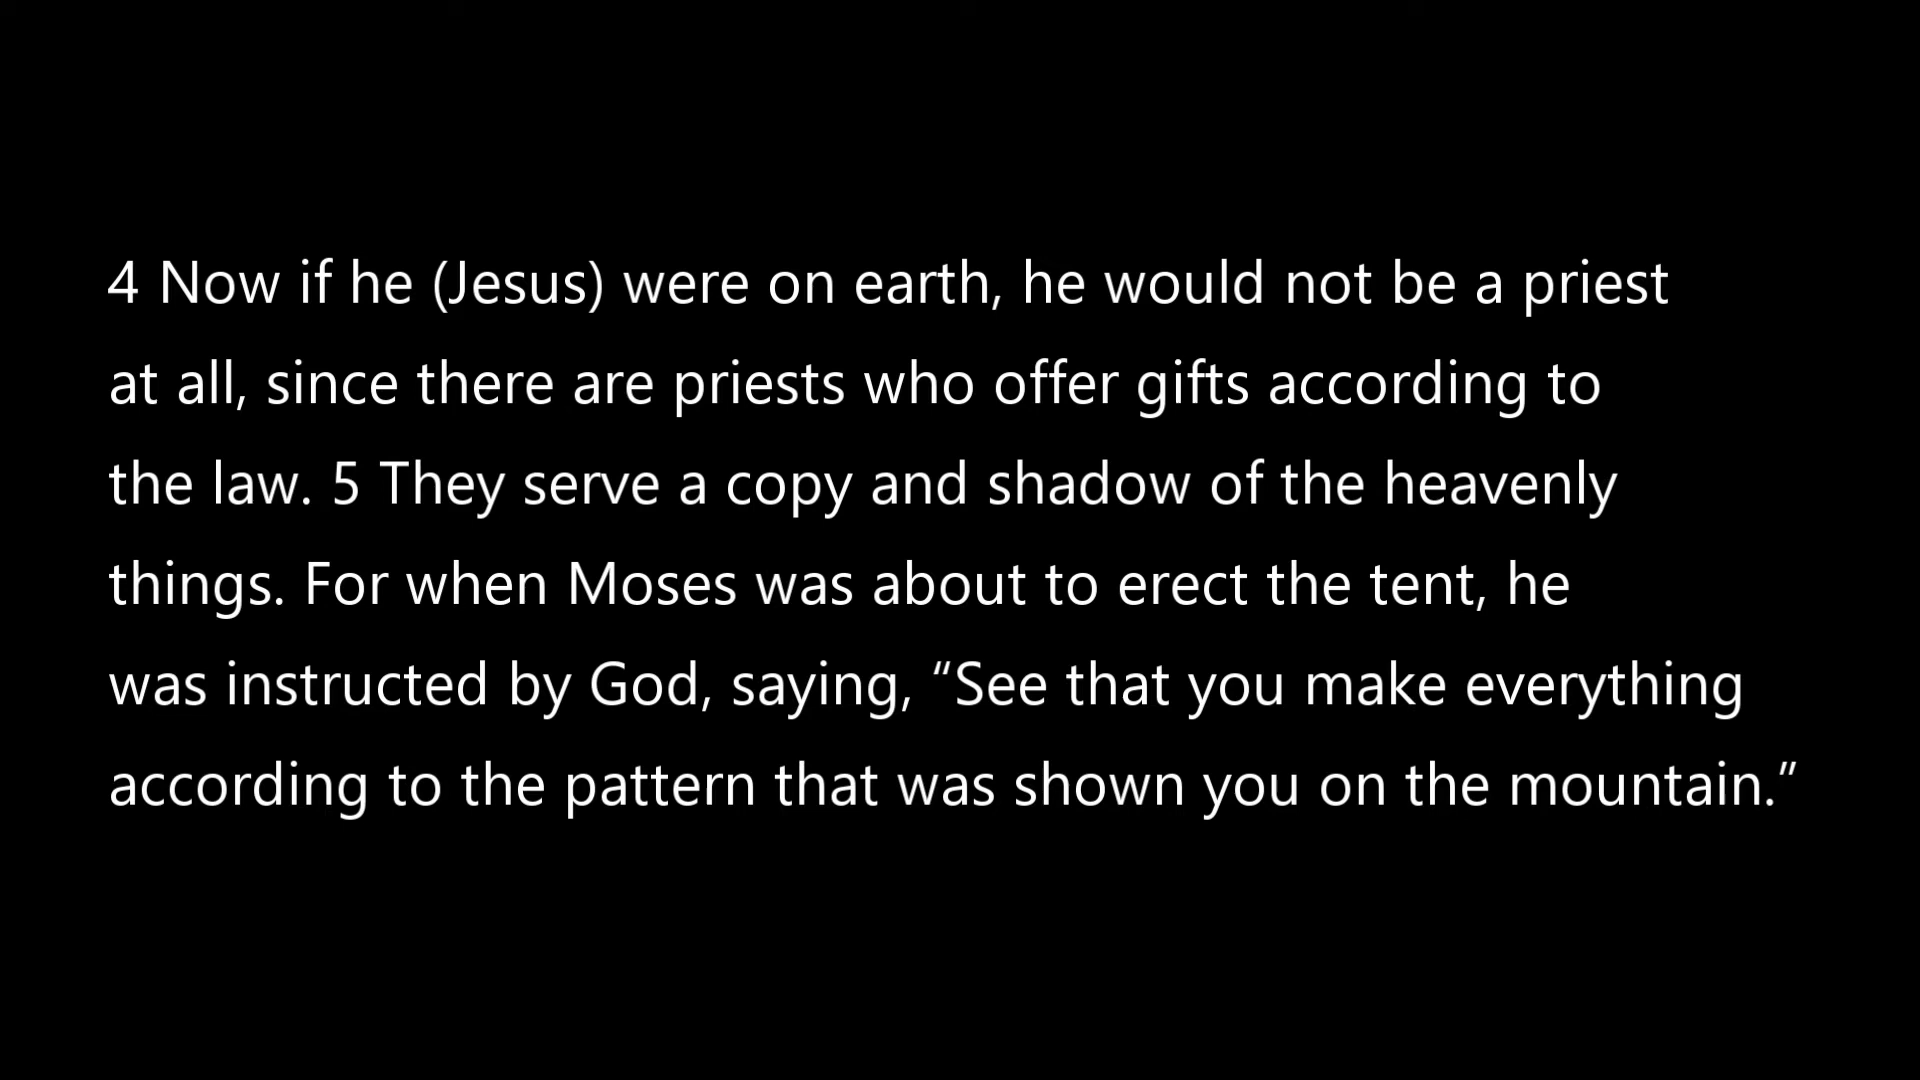 4 Now if he (Jesus) were on earth, he would not be a priest
at all, since there are priests who offer gifts according to
the law. 5 They serve a copy and shadow of the heavenly
things. For when Moses was about to erect the tent, he
was instructed by God, saying, “See that you make everything
according to the pattern that was shown you on the mountain.”